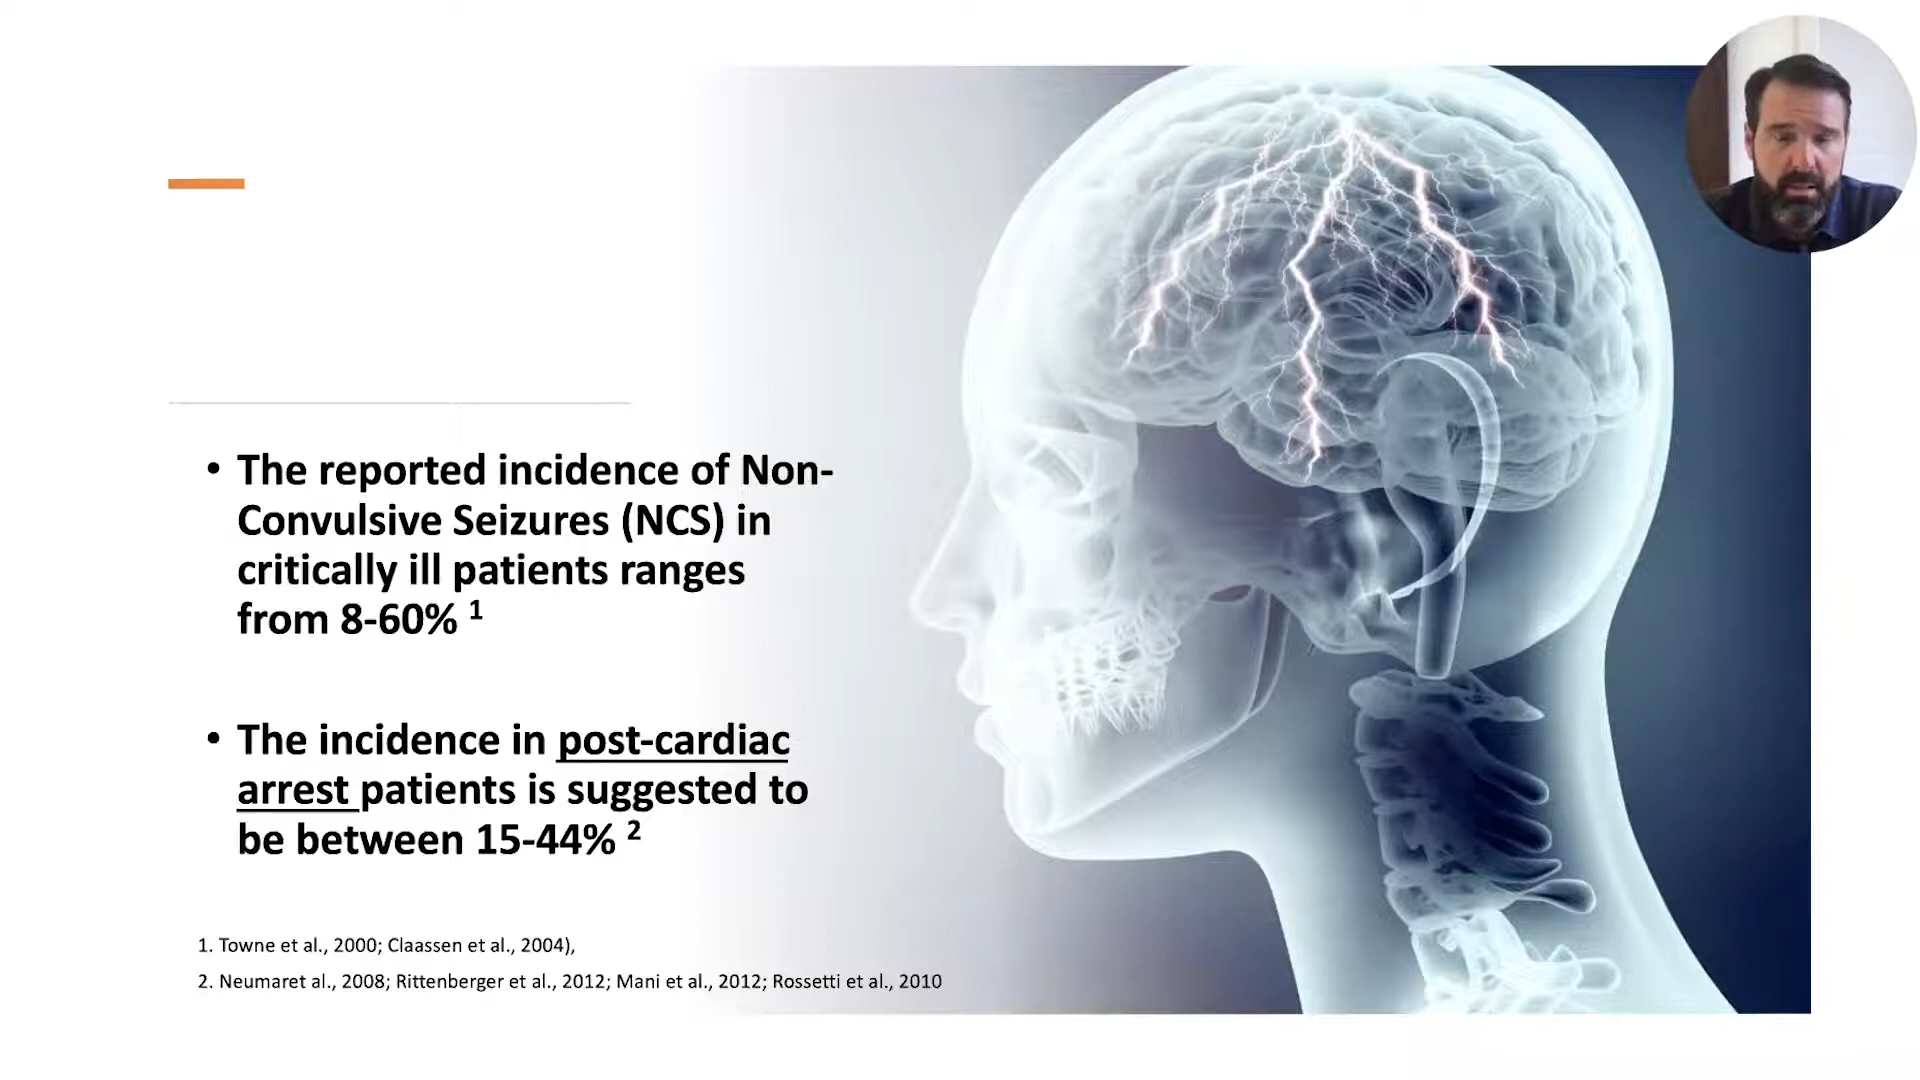 • The reported incidence of Non-
Convulsive Seizures (NCS) in
critically ill patients ranges
from 8-60% 1
• The incidence in post-cardiac
arrest patients is suggested to
be between 15-44% 2
1. Towne et al., 2000; Claassen et al., 2004),
2. Neumaret al., 2008; Rittenberger et al., 2012; Mani et al., 2012; Rossetti et al., 2010